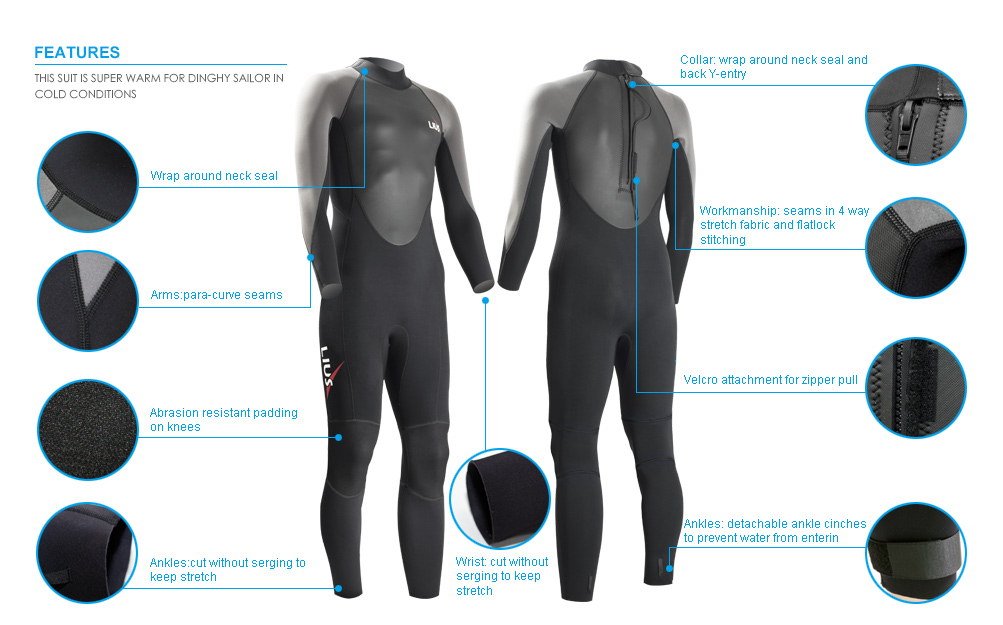 FEATURES
THIS SUIT IS SUPER WARM FOR DINGHY SAILOR IN
COLD CONDITIONS
Collar: wrap around neck seal and
back Y-entry
LIUS
Wrap around neck seal
Workmanship: seams in 4 way
stretch fabric and flatlock
stitching
Arms:para-curve seams
LIUS
Velcro attachment for zipper pull
Abrasion resistant padding
on knees
Ankles: detachable ankle cinches
to prevent water from enterin
Ankles:cut without serging to
keep stretch
Wrist: cut without
serging to keep
stretch